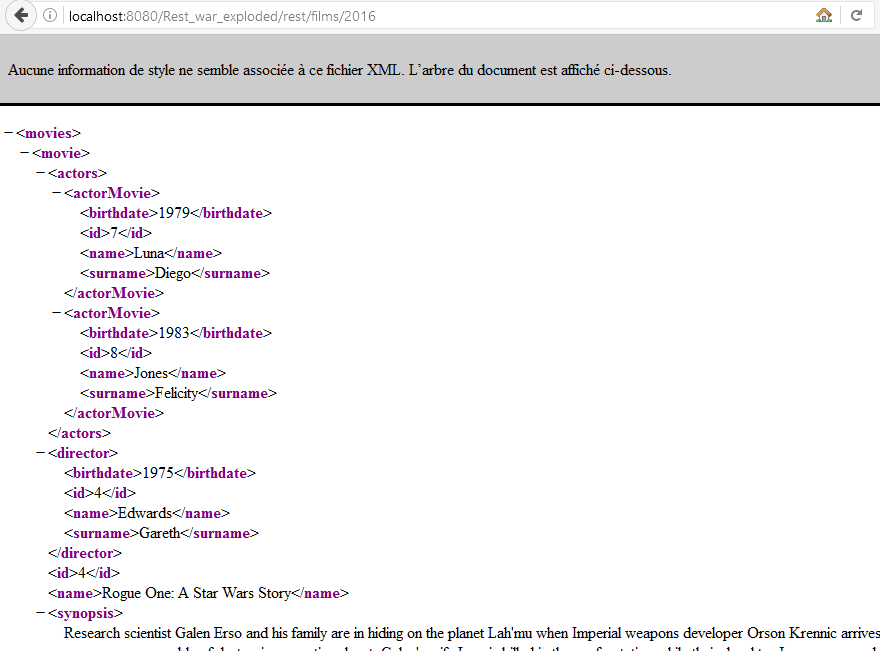 localhost:8080/Rest_war_exploded/rest/films/2016
Aucune information de style ne semble associée à ce fichier XML. L’arbre du document est affiché ci-dessous.
−<movies>
−<movie>
−<actors>
−<actorMovie>
<birthdate>1979</birthdate>
<id>7</id>
<name>Luna</name>
<surname>Diego</surname>
</actorMovie>
−<actorMovie>
<birthdate>1983</birthdate>
<id>8</id>
<name>Jones</name>
<surname>Felicity</surname>
</actorMovie>
</actors>
−<director>
<birthdate>1975</birthdate>
<id>4</id>
<name>Edwards</name>
<surname>Gareth</surname>
</director>
<id>4</id>
<name>Rogue One: A Star Wars Story</name>
−<synopsis>
Research scientist Galen Erso and his family are in hiding on the planet Lah'mu when Imperial weapons developer Orson Krennic arrives